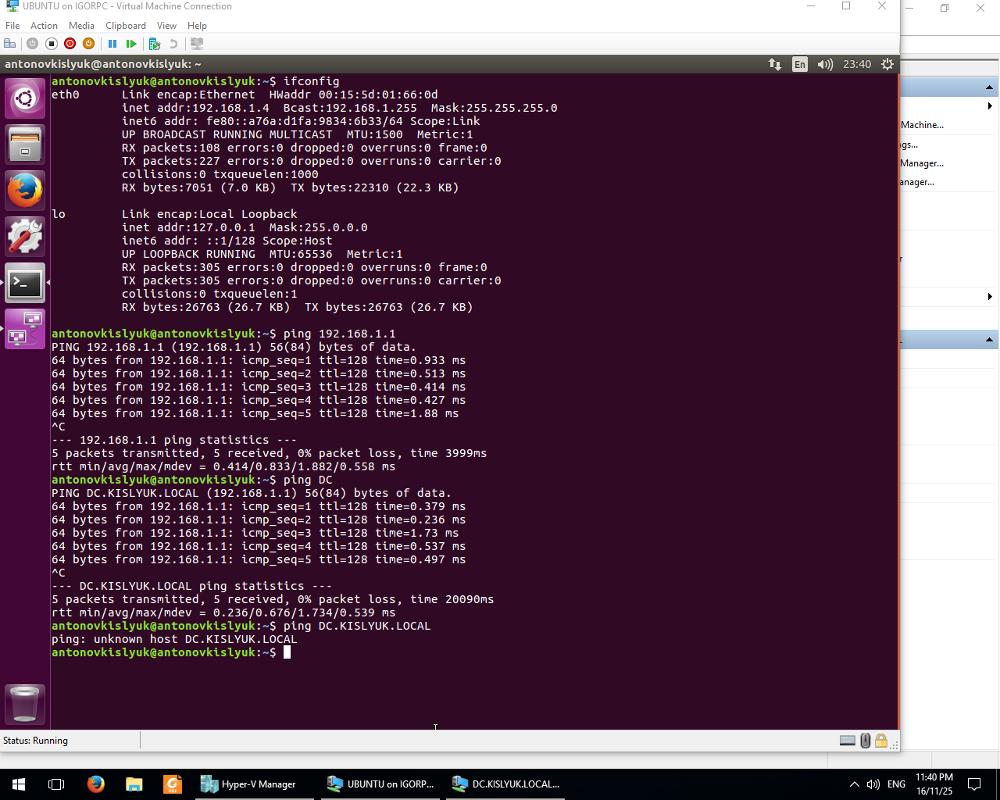 UBUNTU on IGORPC - Virtual Machine Connection
File Action Media Clipboard View Help
antonovkislyuk@antonovkislyuk: ~
En 23:40
antonovkislyuk@antonovkislyuk:~$ ifconfig
eth0 Link encap:Ethernet HWaddr 00:15:5d:01:66:0d
inet addr:192.168.1.4 Bcast:192.168.1.255 Mask:255.255.255.0
inet6 addr: fe80::a76a:d1fa:9834:6b33/64 Scope:Link
UP BROADCAST RUNNING MULTICAST MTU:1500 Metric:1
RX packets:108 errors:0 dropped:0 overruns:0 frame:0
TX packets:227 errors:0 dropped:0 overruns:0 carrier:0
collisions:0 txqueuelen:1000
RX bytes:7051 (7.0 KB) TX bytes:22310 (22.3 KB)
lo Link encap:Local Loopback
inet addr:127.0.0.1 Mask:255.0.0.0
inet6 addr: ::1/128 Scope:Host
UP LOOPBACK RUNNING MTU:65536 Metric:1
RX packets:305 errors:0 dropped:0 overruns:0 frame:0
TX packets:305 errors:0 dropped:0 overruns:0 carrier:0
collisions:0 txqueuelen:1
RX bytes:26763 (26.7 KB) TX bytes:26763 (26.7 KB)
antonovkislyuk@antonovkislyuk:~$ ping 192.168.1.1
PING 192.168.1.1 (192.168.1.1) 56(84) bytes of data.
64 bytes from 192.168.1.1: icmp_seq=1 ttl=128 time=0.933 ms
64 bytes from 192.168.1.1: icmp_seq=2 ttl=128 time=0.513 ms
64 bytes from 192.168.1.1: icmp_seq=3 ttl=128 time=0.414 ms
64 bytes from 192.168.1.1: icmp_seq=4 ttl=128 time=0.427 ms
64 bytes from 192.168.1.1: icmp_seq=5 ttl=128 time=1.88 ms
^C
--- 192.168.1.1 ping statistics ---
5 packets transmitted, 5 received, 0% packet loss, time 3999ms
rtt min/avg/max/mdev = 0.414/0.833/1.882/0.558 ms
antonovkislyuk@antonovkislyuk:~$ ping DC
PING DC.KISLYUK.LOCAL (192.168.1.1) 56(84) bytes of data.
64 bytes from 192.168.1.1: icmp_seq=1 ttl=128 time=0.379 ms
64 bytes from 192.168.1.1: icmp_seq=2 ttl=128 time=0.236 ms
64 bytes from 192.168.1.1: icmp_seq=3 ttl=128 time=1.73 ms
64 bytes from 192.168.1.1: icmp_seq=4 ttl=128 time=0.537 ms
64 bytes from 192.168.1.1: icmp_seq=5 ttl=128 time=0.497 ms
^C
--- DC.KISLYUK.LOCAL ping statistics ---
5 packets transmitted, 5 received, 0% packet loss, time 20090ms
rtt min/avg/max/mdev = 0.236/0.676/1.734/0.539 ms
antonovkislyuk@antonovkislyuk:~$ ping DC.KISLYUK.LOCAL
ping: unknown host DC.KISLYUK.LOCAL
antonovkislyuk@antonovkislyuk:~$
Machine...
gs...
Manager...
anager...
r
Status: Running
Hyper-V Manager
UBUNTU on IGORP...
DC.KISLYUK.LOCAL...
ENG
11:40 PM
16/11/25